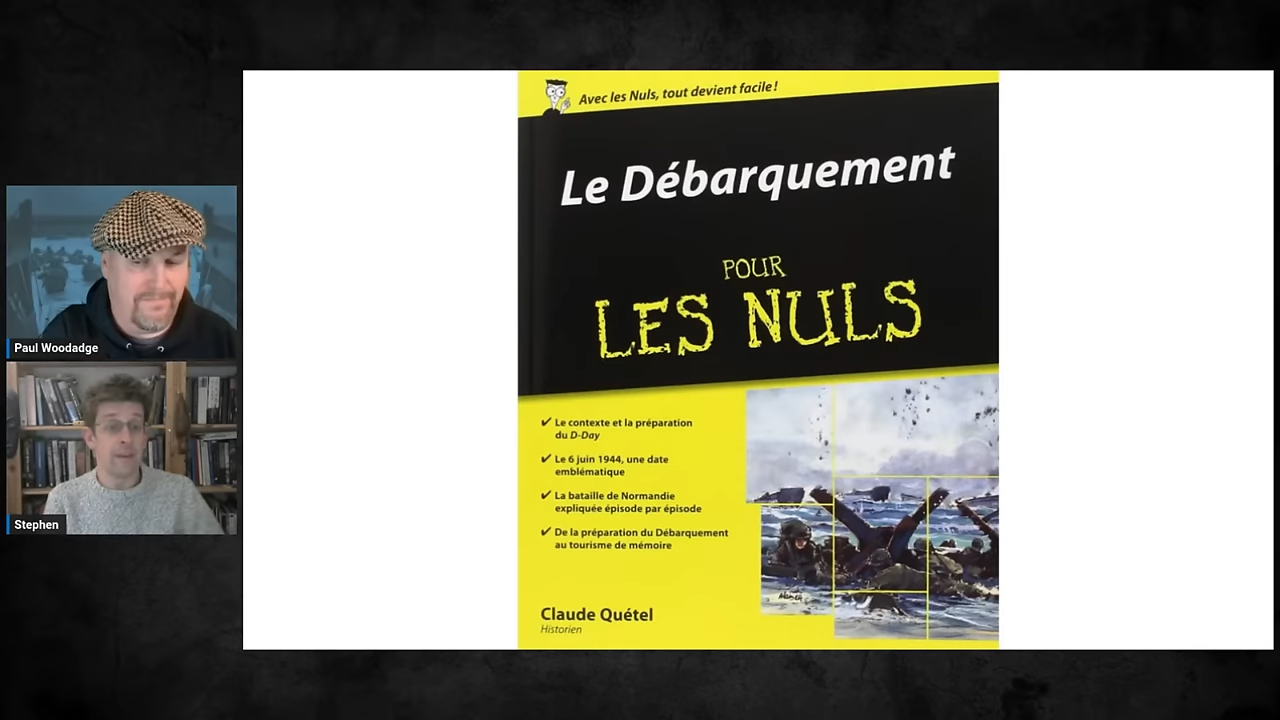 Paul Woodadge
Stephen
Avec les Nuls, tout devient facile !
Le Débarquement
POUR
LES NULS
✔ Le contexte et la préparation
du D-Day
✔ Le 6 juin 1944, une date
emblématique
✔ La bataille de Normandie
expliquée épisode par épisode
✔ De la préparation du Débarquement
au tourisme de mémoire
Claude Quétel
Historien